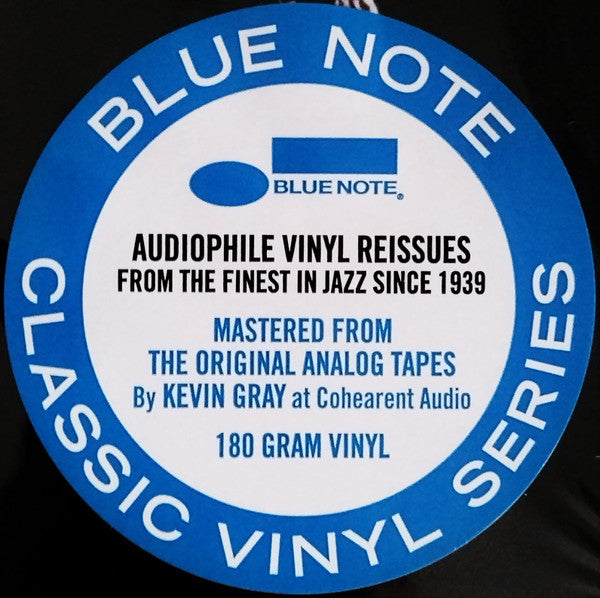 BLUE NOTE
BLUE NOTE®
AUDIOPHILE VINYL REISSUES
FROM THE FINEST IN JAZZ SINCE 1939
MASTERED FROM
THE ORIGINAL ANALOG TAPES
By KEVIN GRAY at Cohearent Audio
180 GRAM VINYL
CLASSIC VINYL SERIES